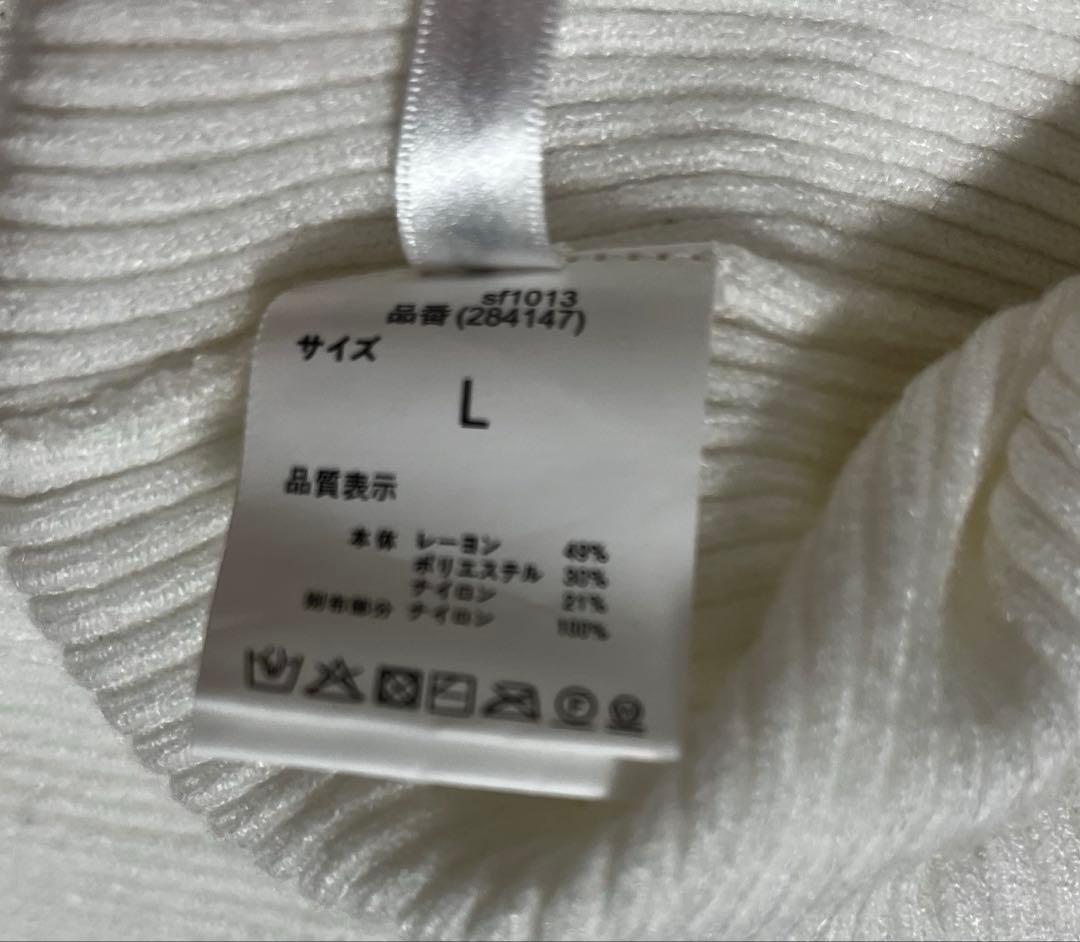 sf1013
品番(284147)
サイズ
L
品質表示
本体 レーヨン 49%
ポリエステル 30%
ナイロン 21%
附布部分 ナイロン 100%
F
W